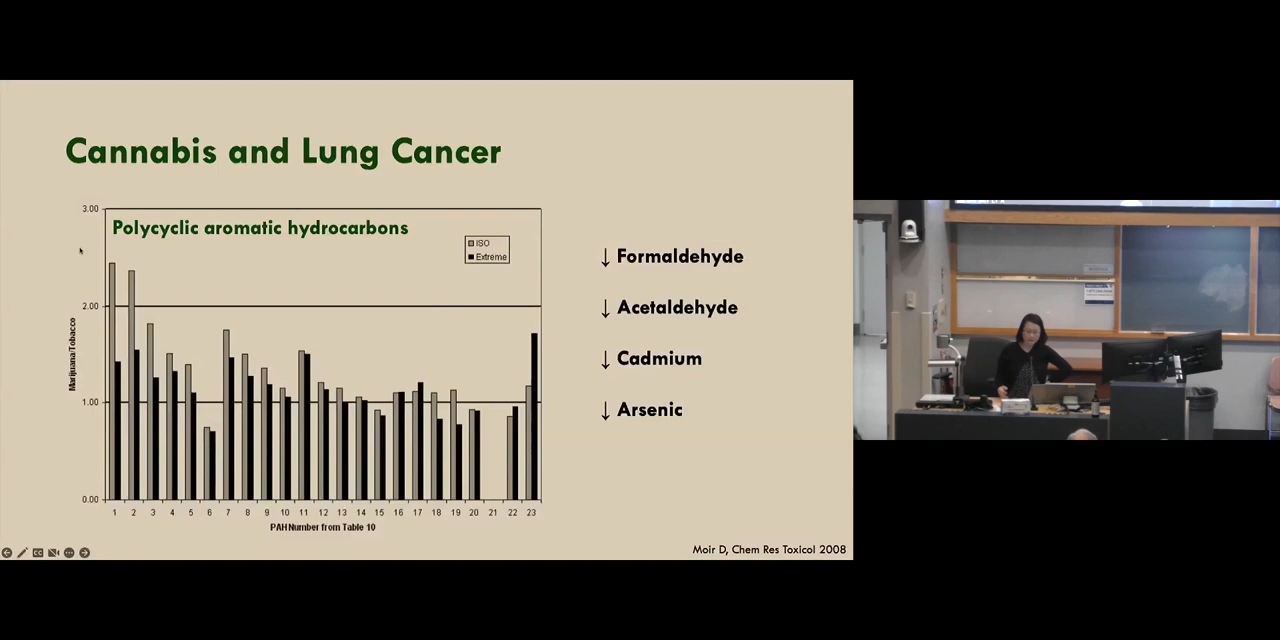 Cannabis and Lung Cancer
3.00
2.00
1.00
0.00
Marijuana/Tobacco
Polycyclic aromatic hydrocarbons
ISO
Extreme
1 2 3 4 5 6 7 8 9 10 11 12 13 14 15 16 17 18 19 20 21 22 23
PAH Number from Table 10
↓ Formaldehyde
↓ Acetaldehyde
↓ Cadmium
↓ Arsenic
Moir D, Chem Res Toxicol 2008